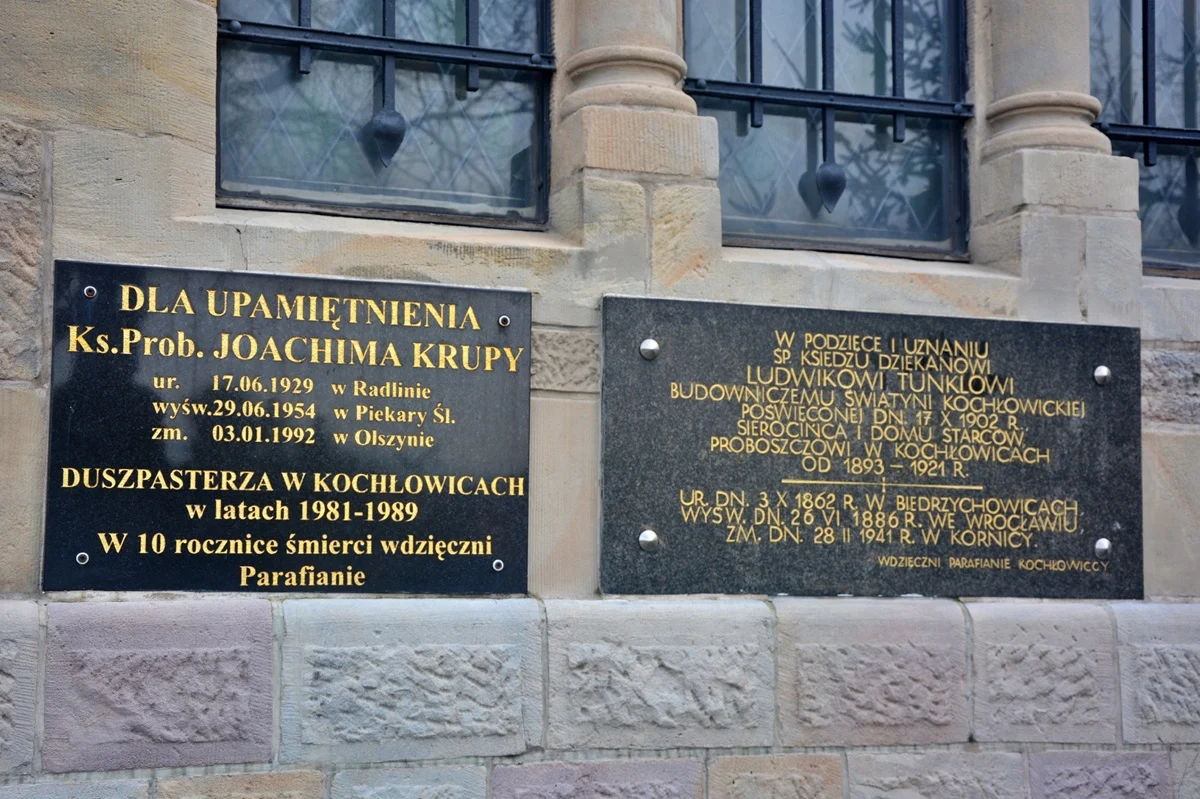 DLA UPAMIĘTNIENIA
Ks.Prob. JOACHIMA KRUPY
ur. 17.06.1929 w Radlinie
wyśw.29.06.1954 w Piekary Śl.
zm. 03.01.1992 w Olszynie
DUSZPASTERZA W KOCHŁOWICACH
w latach 1981-1989
W 10 rocznice śmierci wdzięczni
Parafianie
W PODZIĘCE I UZNANIU
ŚP. KSIĘDZU DZIEKANOWI
LUDWIKOWI TUNKLOWI
BUDOWNICZEMU ŚWIATYNI KOCHŁOWICKIEJ
POŚWIĘCONEJ DN. 17 X 1902 R.,
SIEROCIŃCA I DOMU STARCÓW,
PROBOSZCZOWI W KOCHŁOWICACH
OD 1893 - 1921 R.
UR. DN. 3 X 1862 R. W BIEDRZYCHOWICACH,
WYŚW. DN. 26 VI 1886 R. WE WROCŁAWIU,
ZM. DN. 28 II 1941 R. W KORNICY.
WDZIĘCZNI PARAFIANIE KOCHŁOWICCY